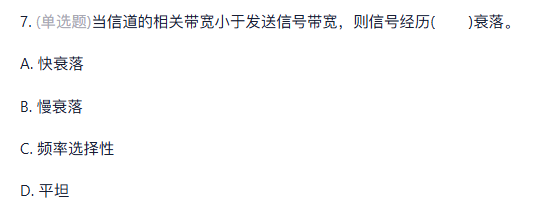 7. (单选题)当信道的相关带宽小于发送信号带宽，则信号经历(　　)衰落。
A. 快衰落
B. 慢衰落
C. 频率选择性
D. 平坦